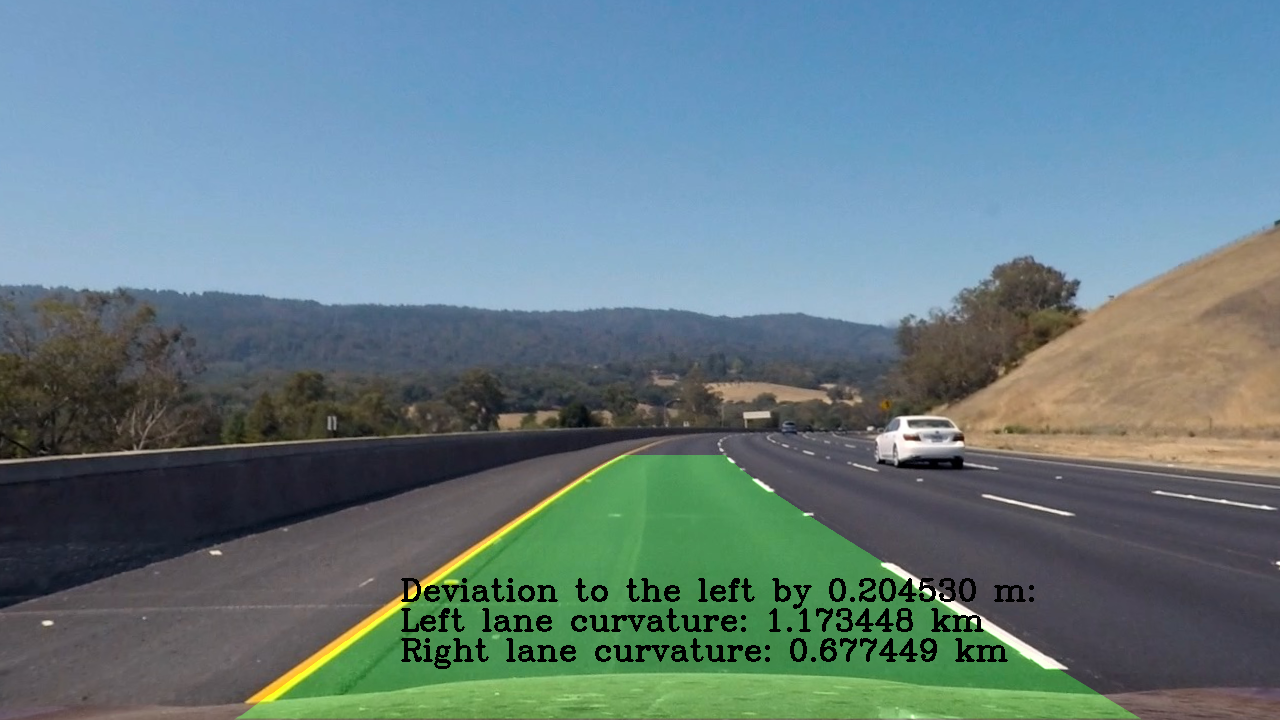 Deviation to the left by 0.204530 m:
Left lane curvature: 1.173448 km
Right lane curvature: 0.677449 km